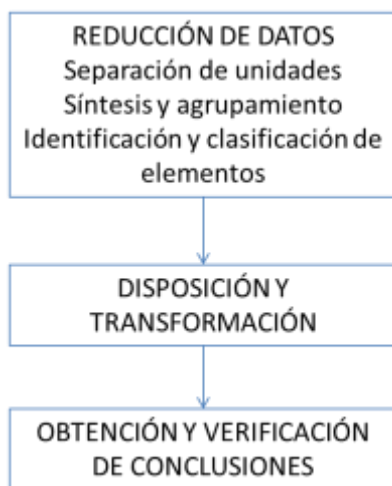 REDUCCIÓN DE DATOS
Separación de unidades
Síntesis y agrupamiento
Identificación y clasificación de
elementos
DISPOSICIÓN Y
TRANSFORMACIÓN
OBTENCIÓN Y VERIFICACIÓN
DE CONCLUSIONES